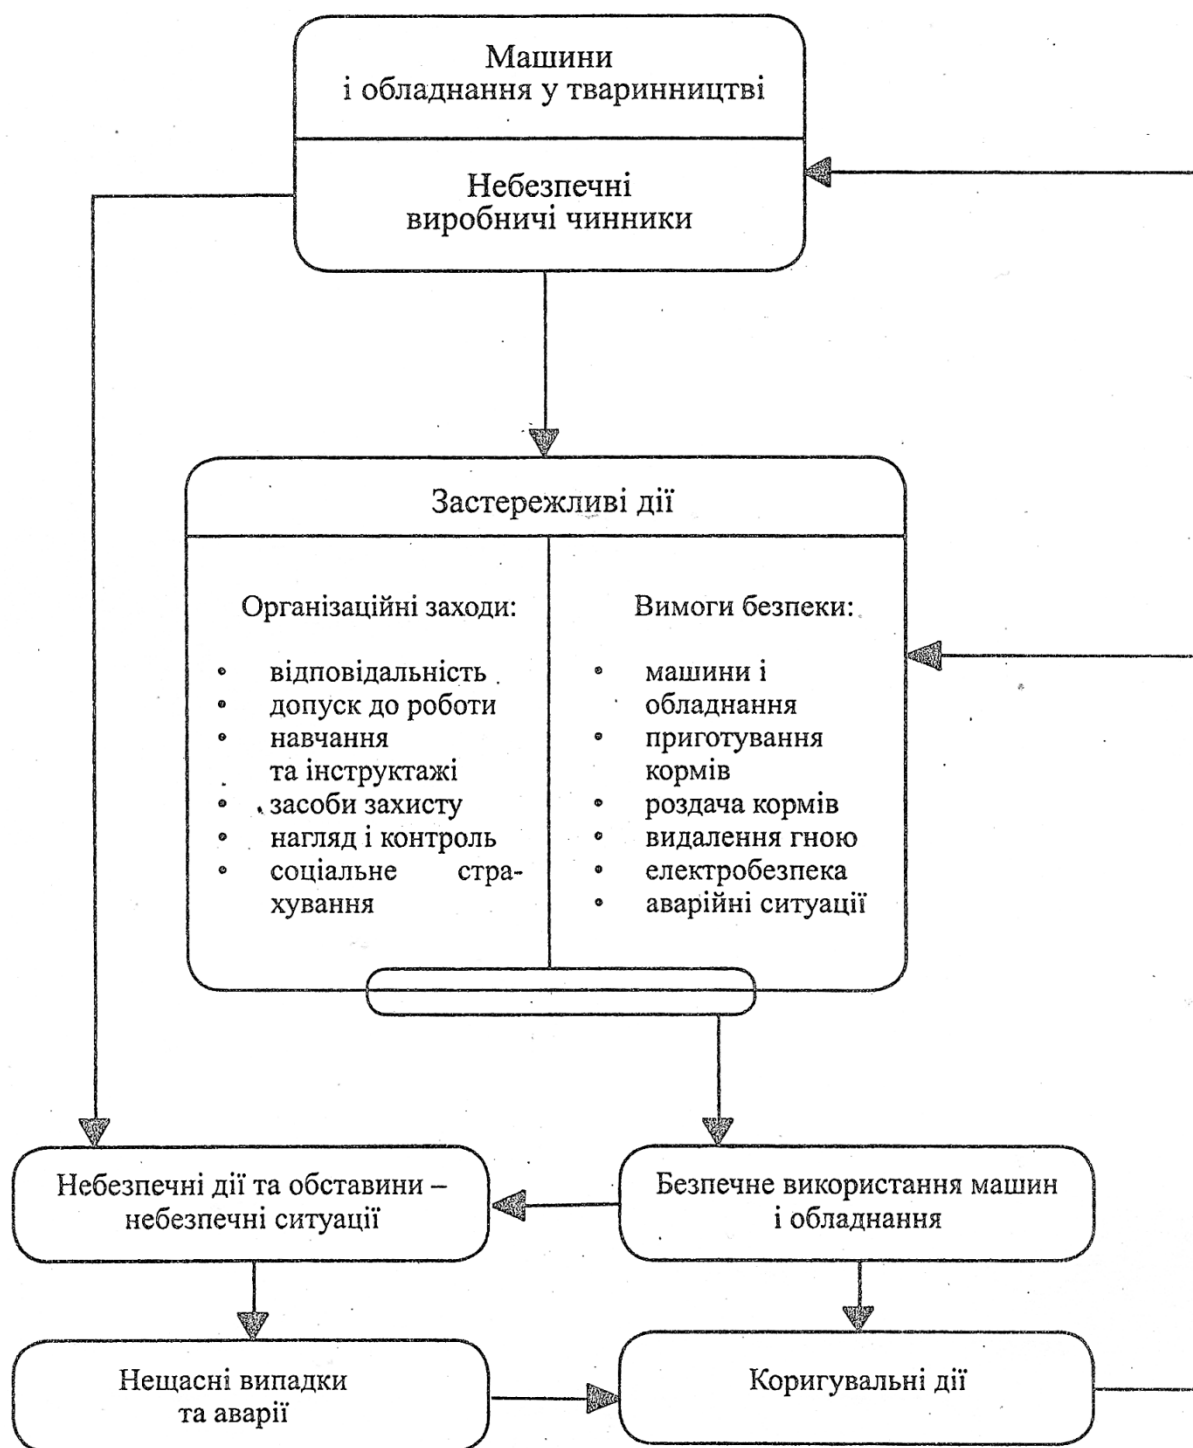 Машини
і обладнання у тваринництві
Небезпечні
виробничі чинники
Застережливі дії
Організаційні заходи:
• відповідальність
• допуск до роботи
• навчання
та інструктажі
• засоби захисту
• нагляд і контроль
• соціальне стра-
хування
Вимоги безпеки:
• машини і
обладнання
• приготування
кормів
• роздача кормів
• видалення гною
• електробезпека
• аварійні ситуації
Небезпечні дії та обставини –
небезпечні ситуації
Безпечне використання машин
і обладнання
Нещасні випадки
та аварії
Коригувальні дії